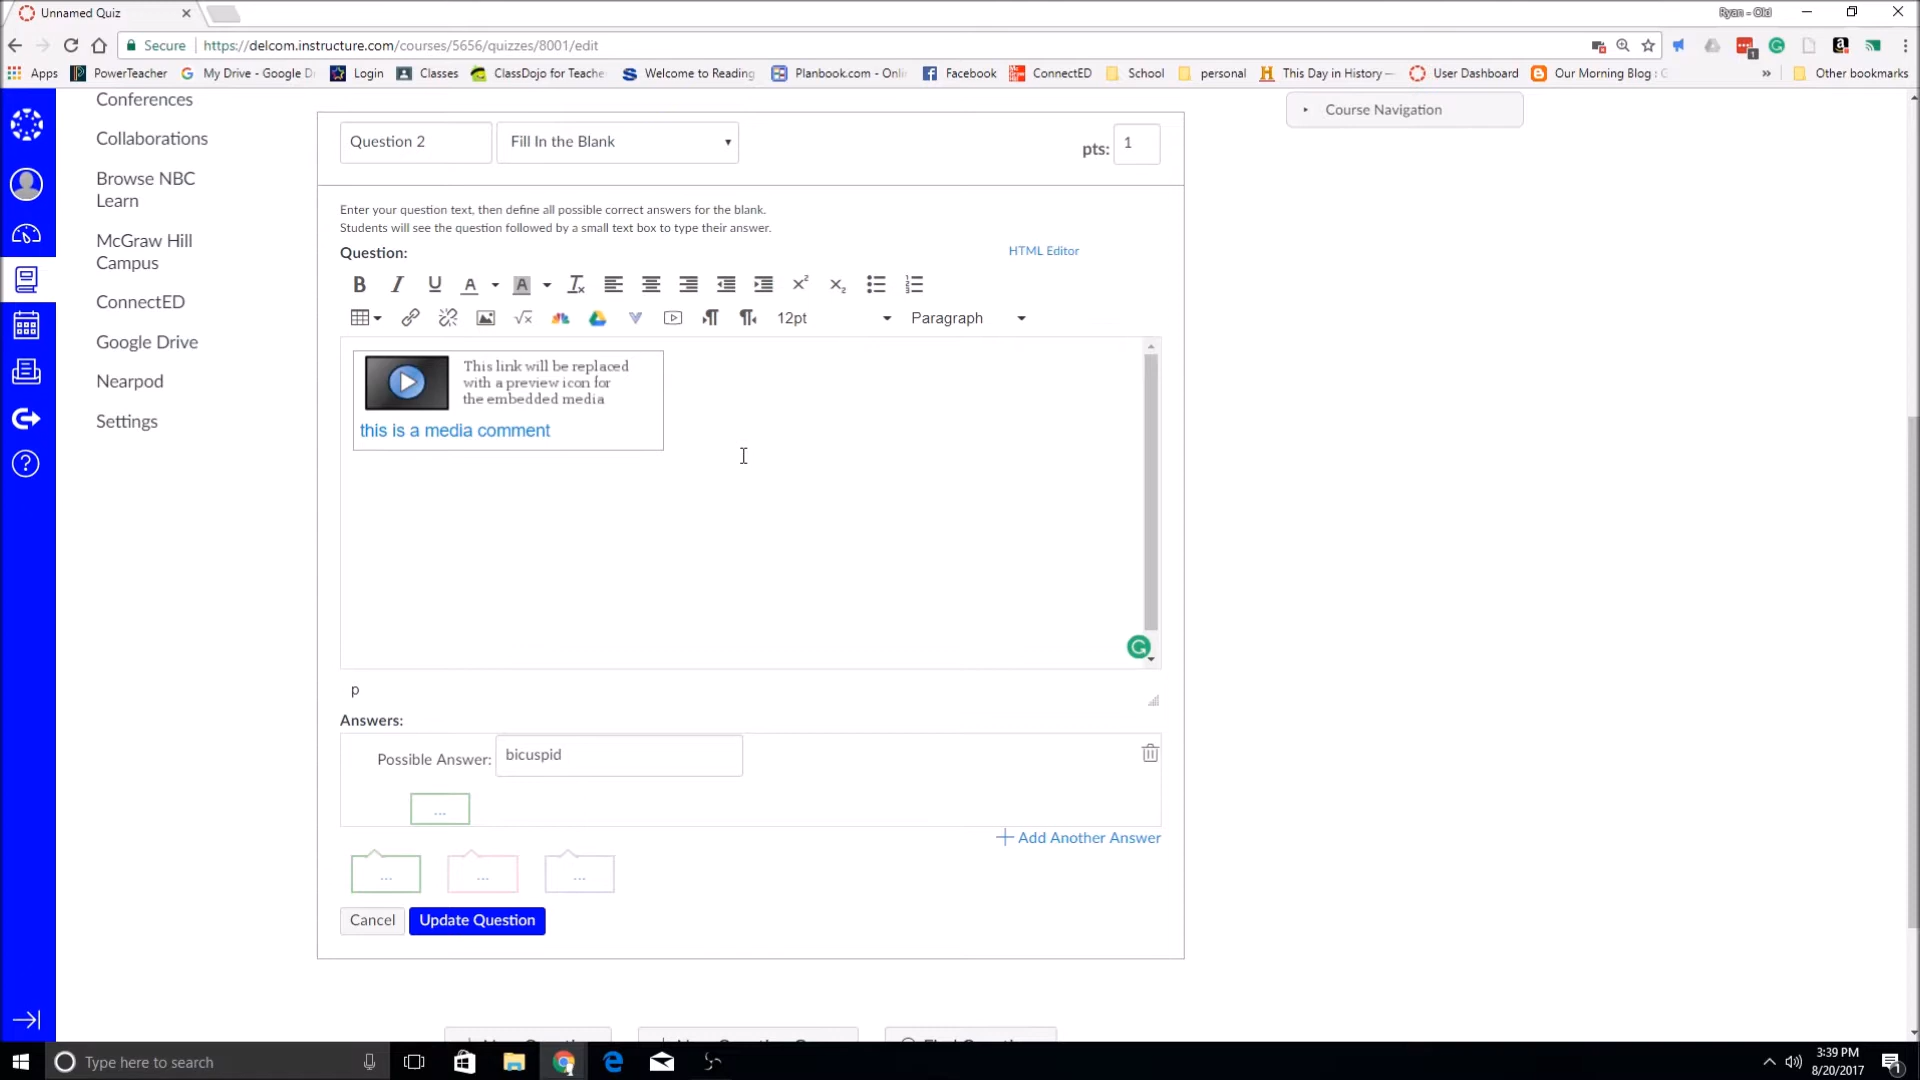 Unnamed Quiz
Ryan - Old
Secure
https://delcom.instructure.com/courses/5656/quizzes/8001/edit
Apps
PowerTeacher
My Drive - Google Dr
Login
Classes
ClassDojo for Teache
Welcome to Reading
Planbook.com - Onli
Facebook
ConnectED
School
personal
This Day in History —
User Dashboard
Our Morning Blog : C
»
Other bookmarks
Conferences
Collaborations
Browse NBC
Learn
McGraw Hill
Campus
ConnectED
Google Drive
Nearpod
Settings
Course Navigation
Question 2
Fill In the Blank
pts: 1
Enter your question text, then define all possible correct answers for the blank.
Students will see the question followed by a small text box to type their answer.
Question:
HTML Editor
12pt
Paragraph
This link will be replaced
with a preview icon for
the embedded media
this is a media comment
p
Answers:
Possible Answer: bicuspid
...
+ Add Another Answer
... ... ...
Cancel
Update Question
Type here to search
3:39 PM
8/20/2017